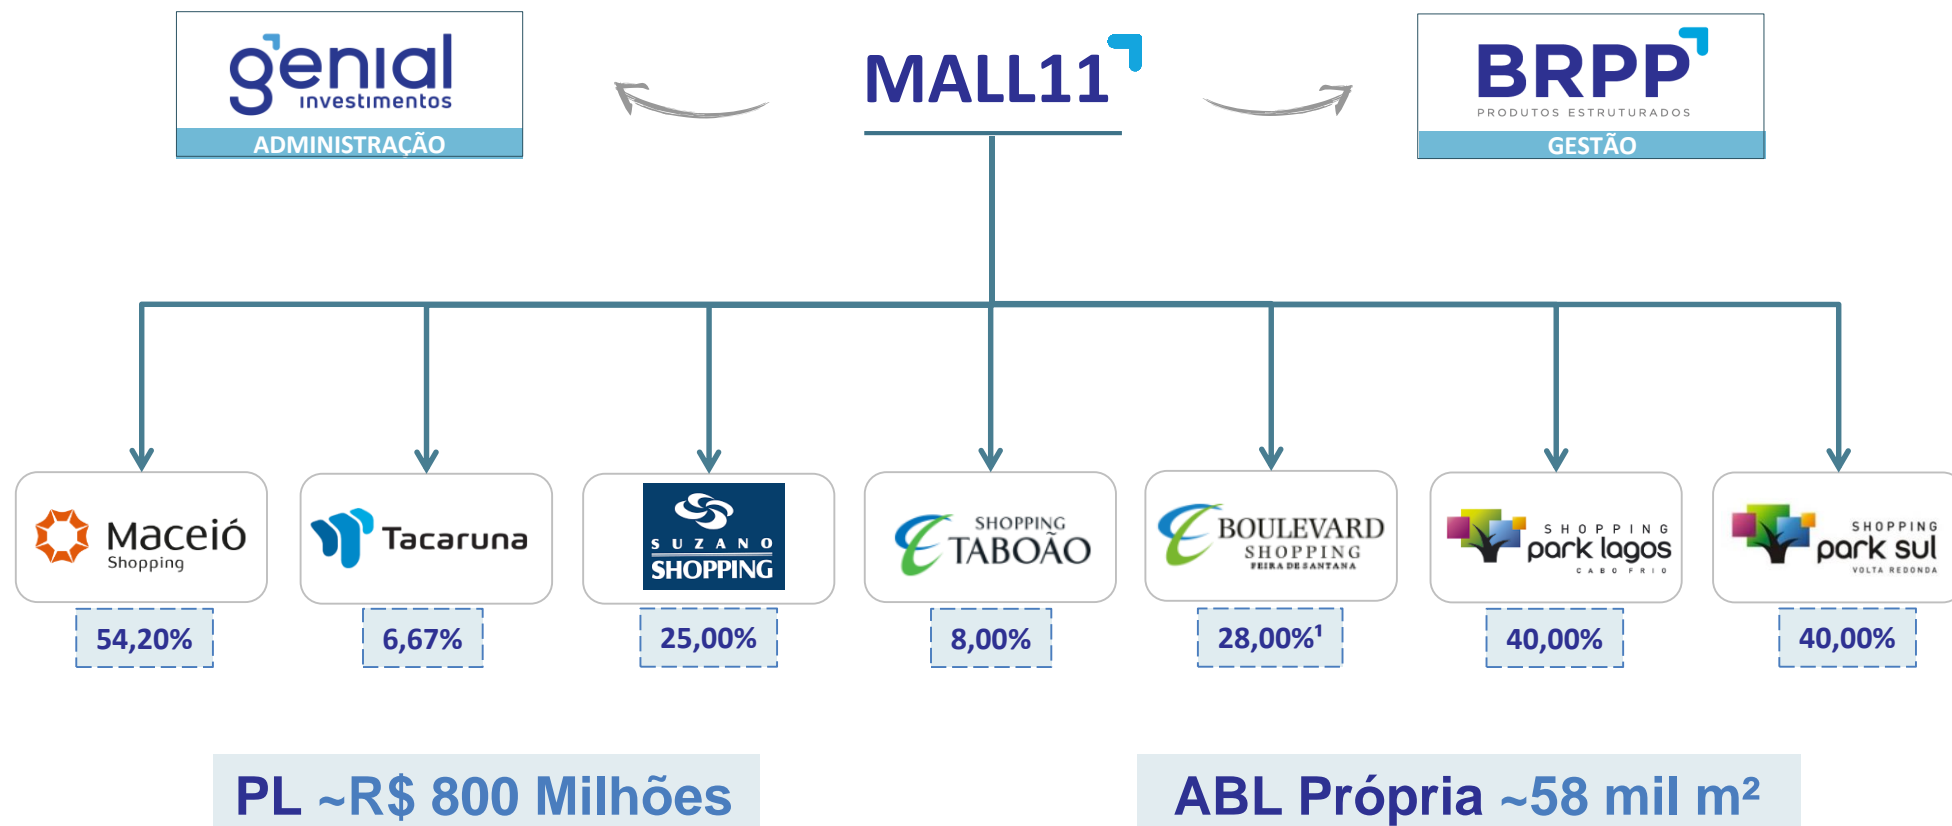 genial
investimentos
ADMINISTRAÇÃO
MALL11
BRPP
PRODUTOS ESTRUTURADOS
GESTÃO
Maceió
Shopping
54,20%
Tacaruna
6,67%
SUZANO
SHOPPING
25,00%
SHOPPING
TABOÃO
8,00%
BOULEVARD
SHOPPING
FEIRA DE SANTANA
28,00%¹
SHOPPING
park lagos
CABO FRIO
40,00%
SHOPPING
park sul
VOLTA REDONDA
40,00%
PL ~R$ 800 Milhões
ABL Própria ~58 mil m²